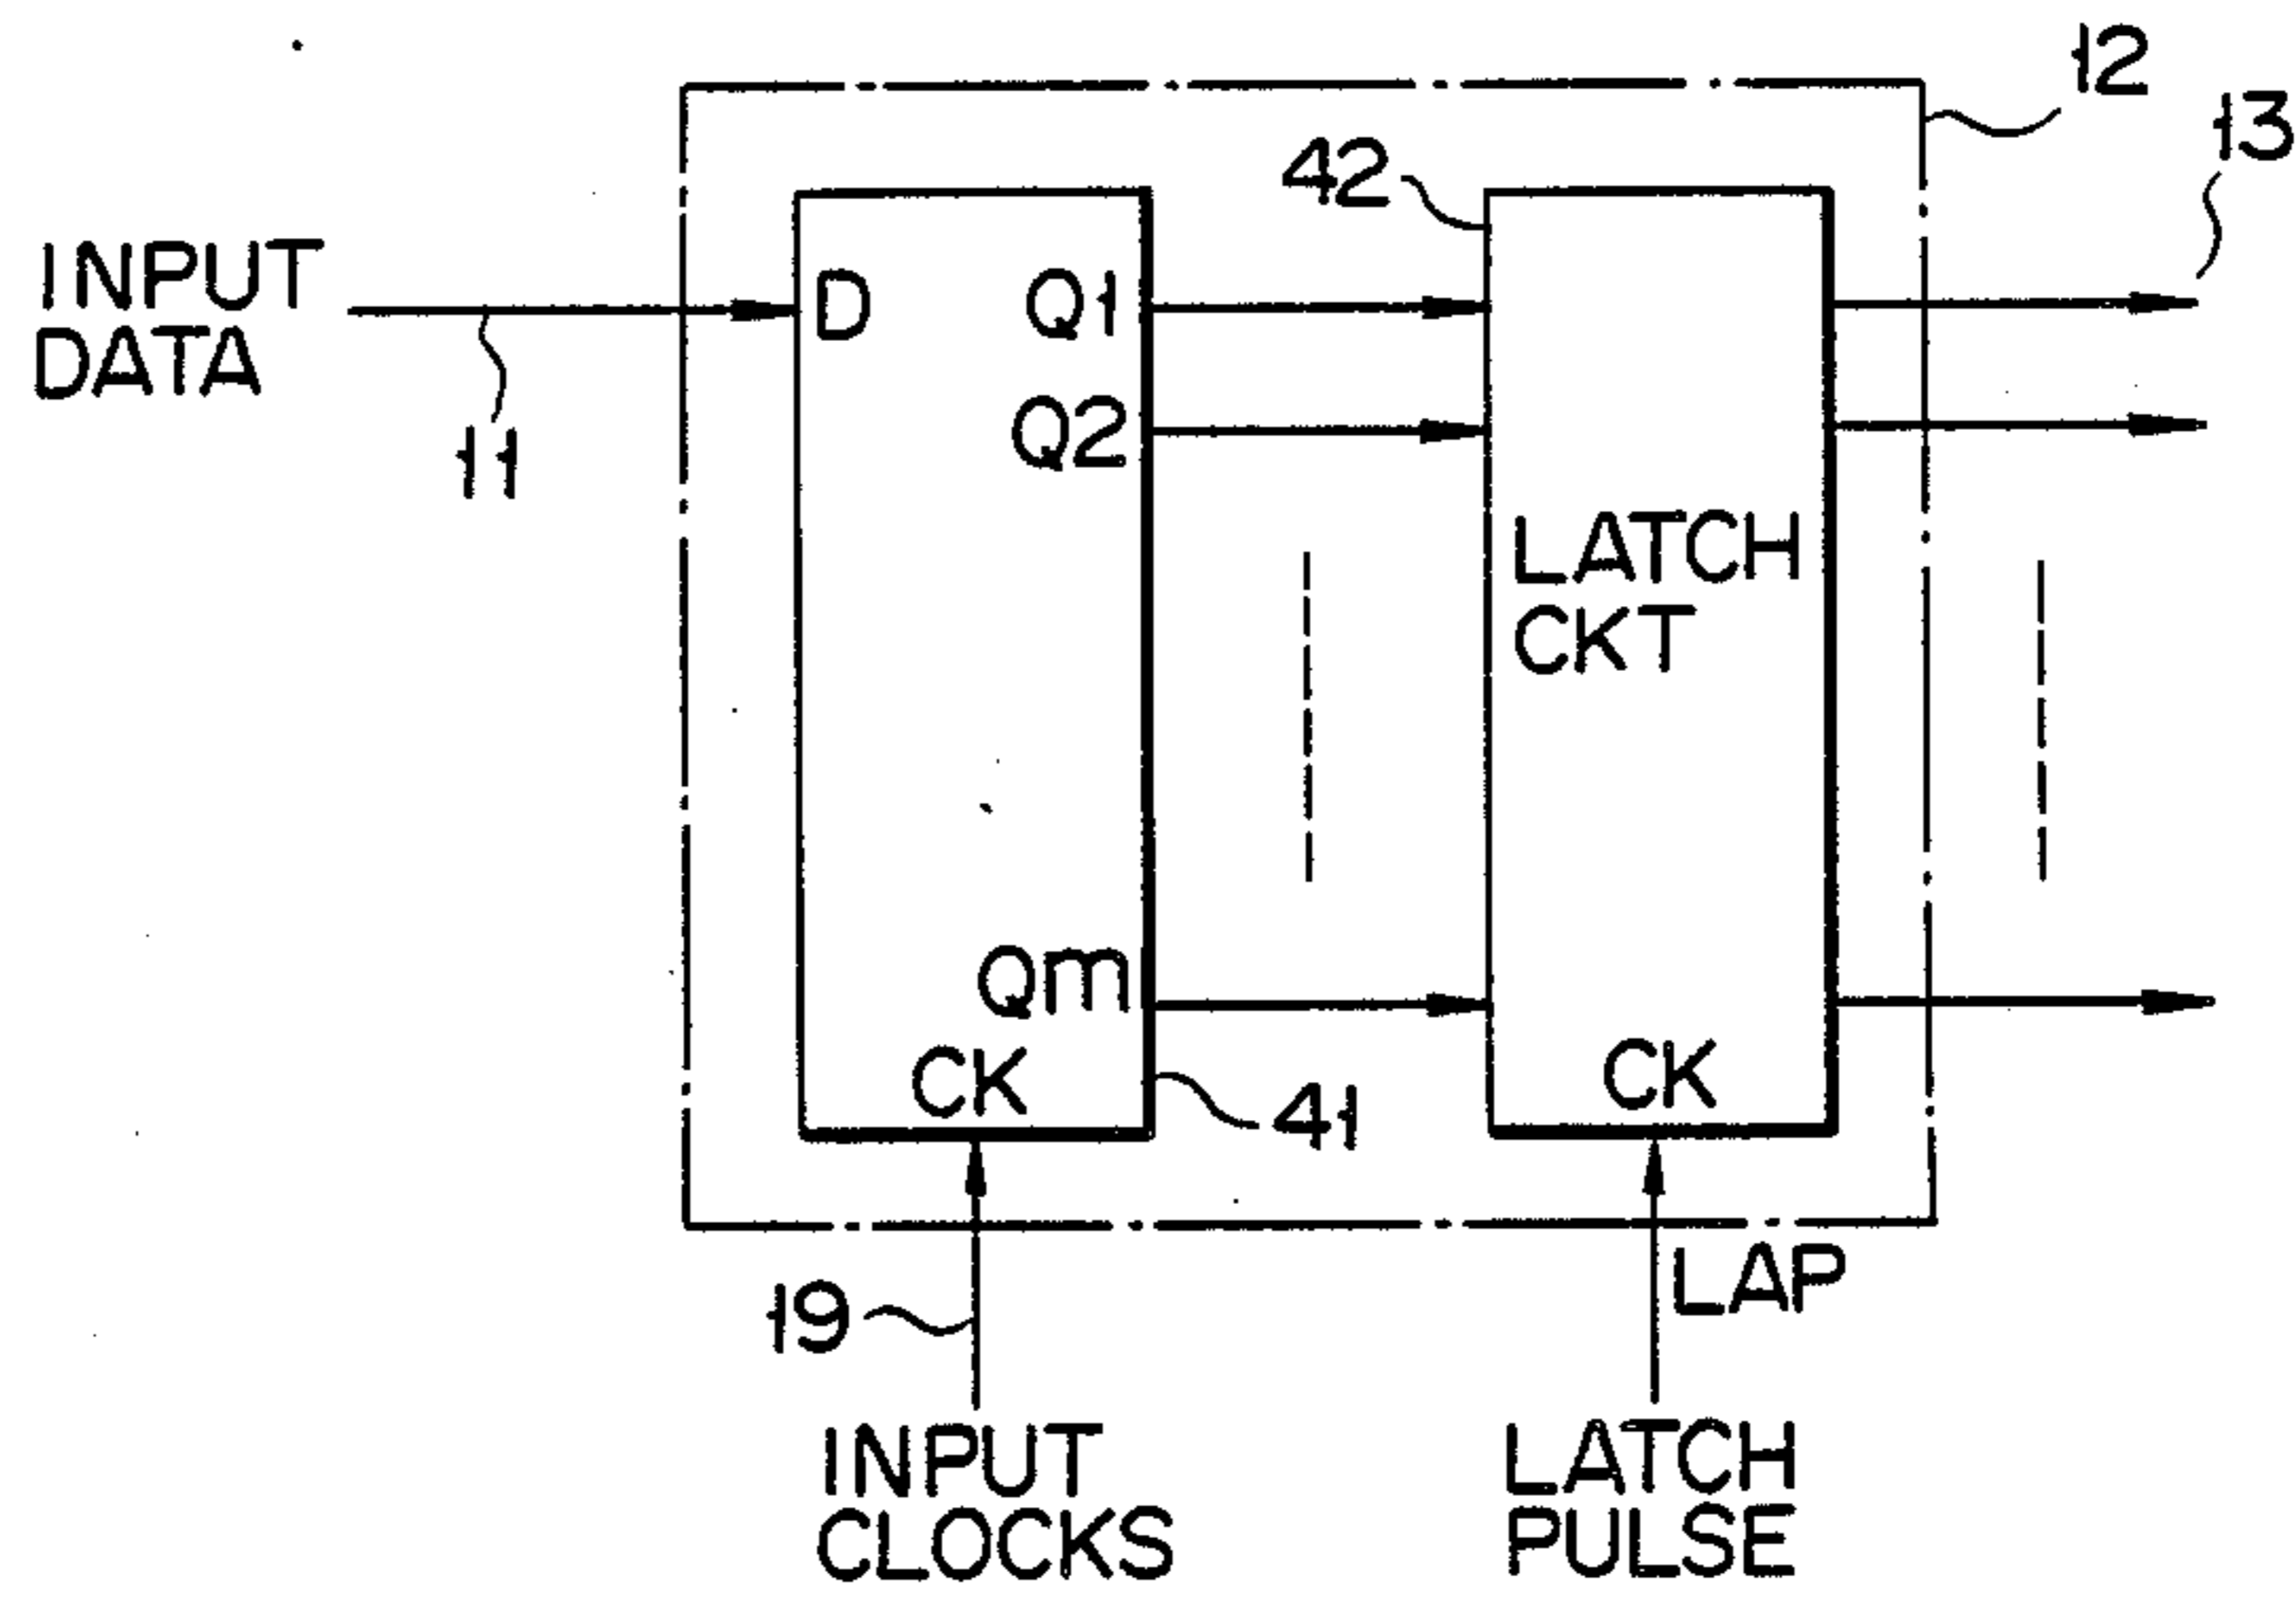 12
13
42
INPUT
DATA
11
D
Q1
Q2
LATCH
CKT
Qm
CK
41
CK
19
LAP
INPUT
CLOCKS
LATCH
PULSE